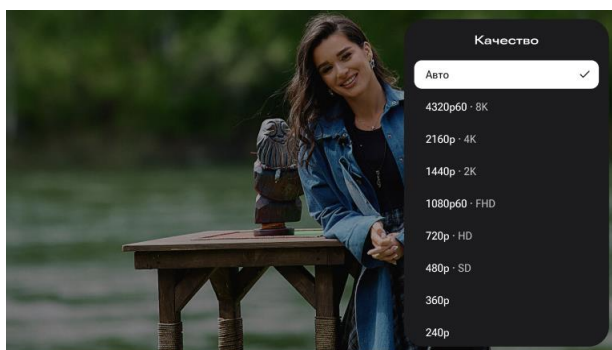 Качество
Авто
4320p60 · 8K
2160p · 4K
1440p · 2K
1080p60 · FHD
720p · HD
480p · SD
360p
240p